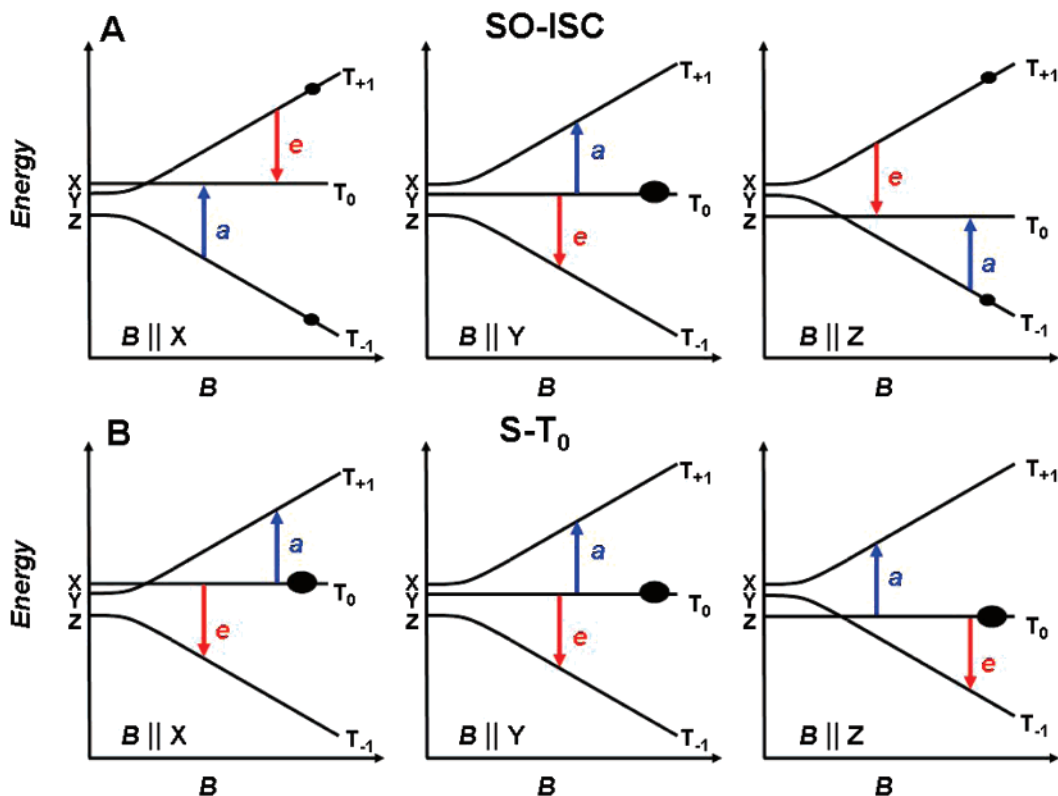 A
SO-ISC
Energy
X
Y
Z
T+1
e
T0
a
T-1
B || X
B
X
Y
Z
T+1
a
T0
e
T-1
B || Y
B
X
Y
Z
T+1
e
T0
a
T-1
B || Z
B
B
S-T0
Energy
X
Y
Z
T+1
a
T0
e
T-1
B || X
B
X
Y
Z
T+1
a
T0
e
T-1
B || Y
B
X
Y
Z
T+1
a
T0
e
T-1
B || Z
B